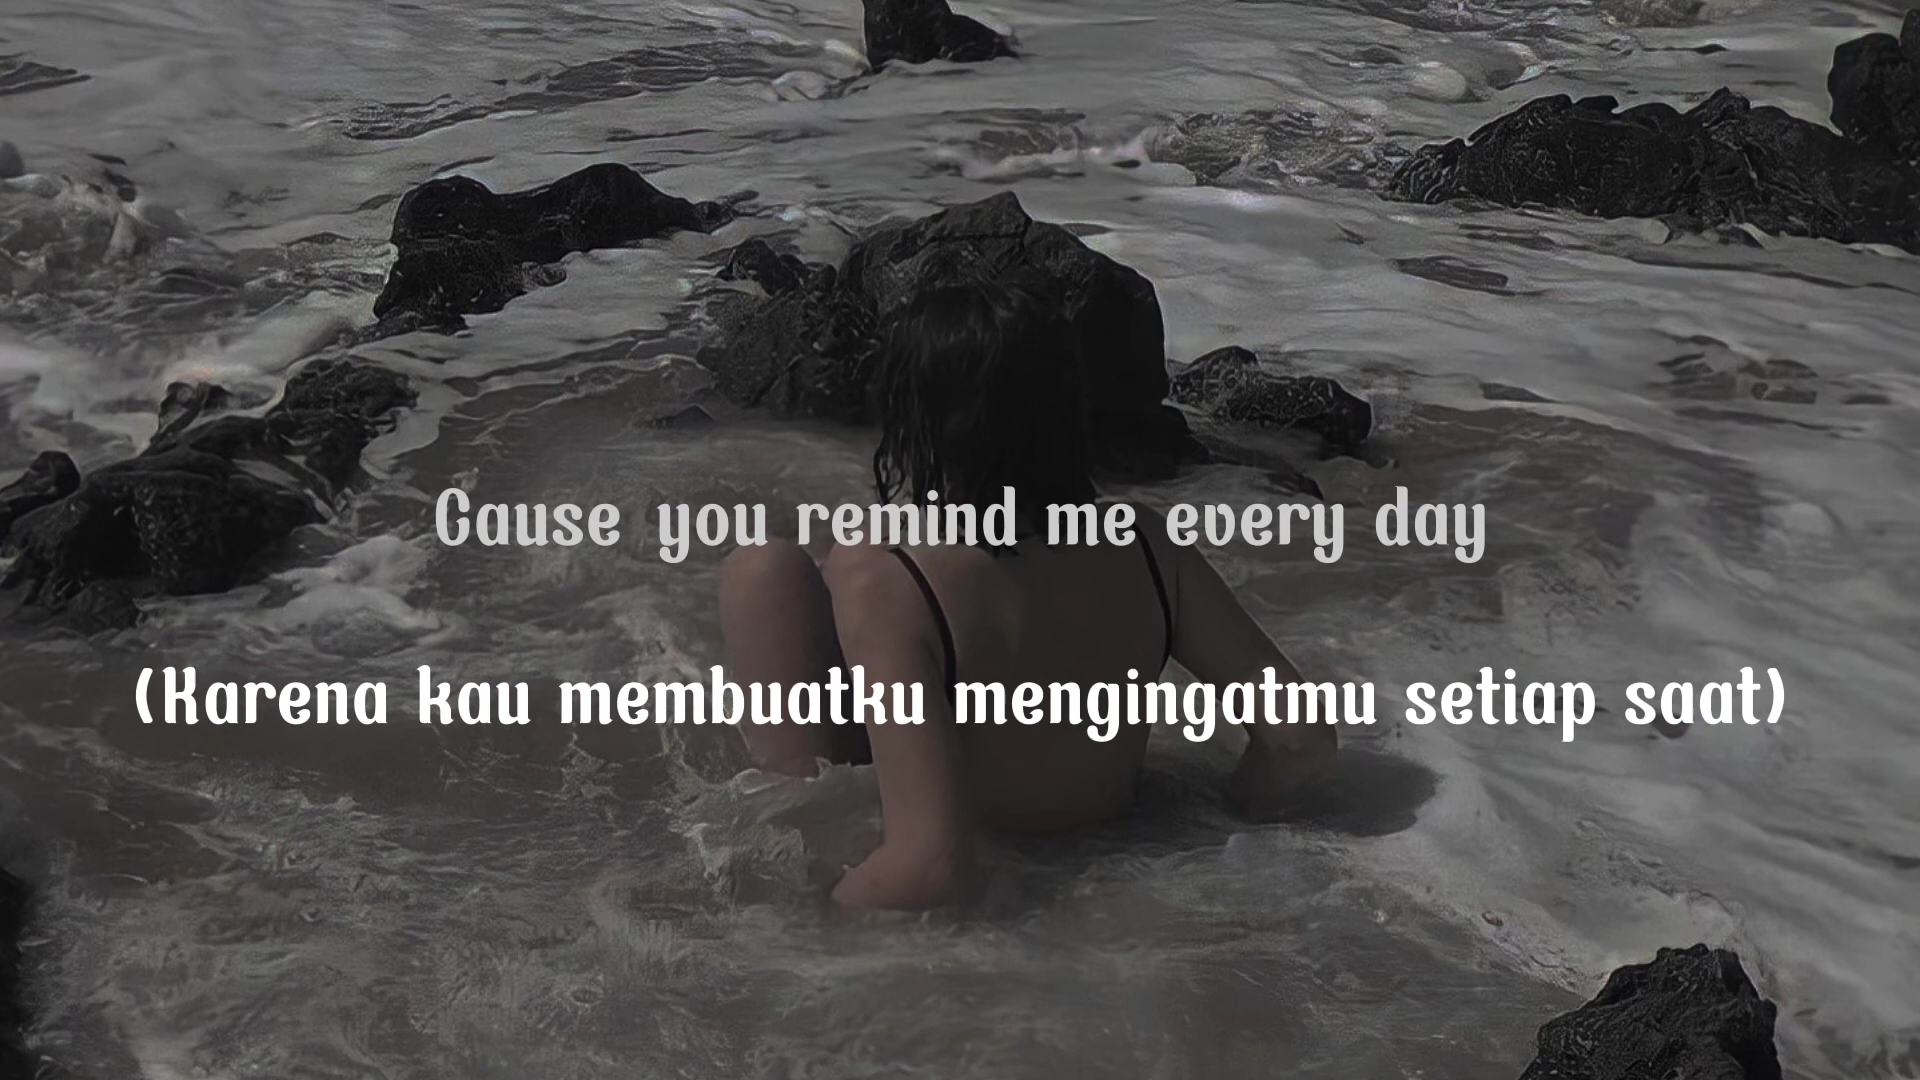 Cause you remind me every day
(Karena kau membuatku mengingatmu setiap saat)